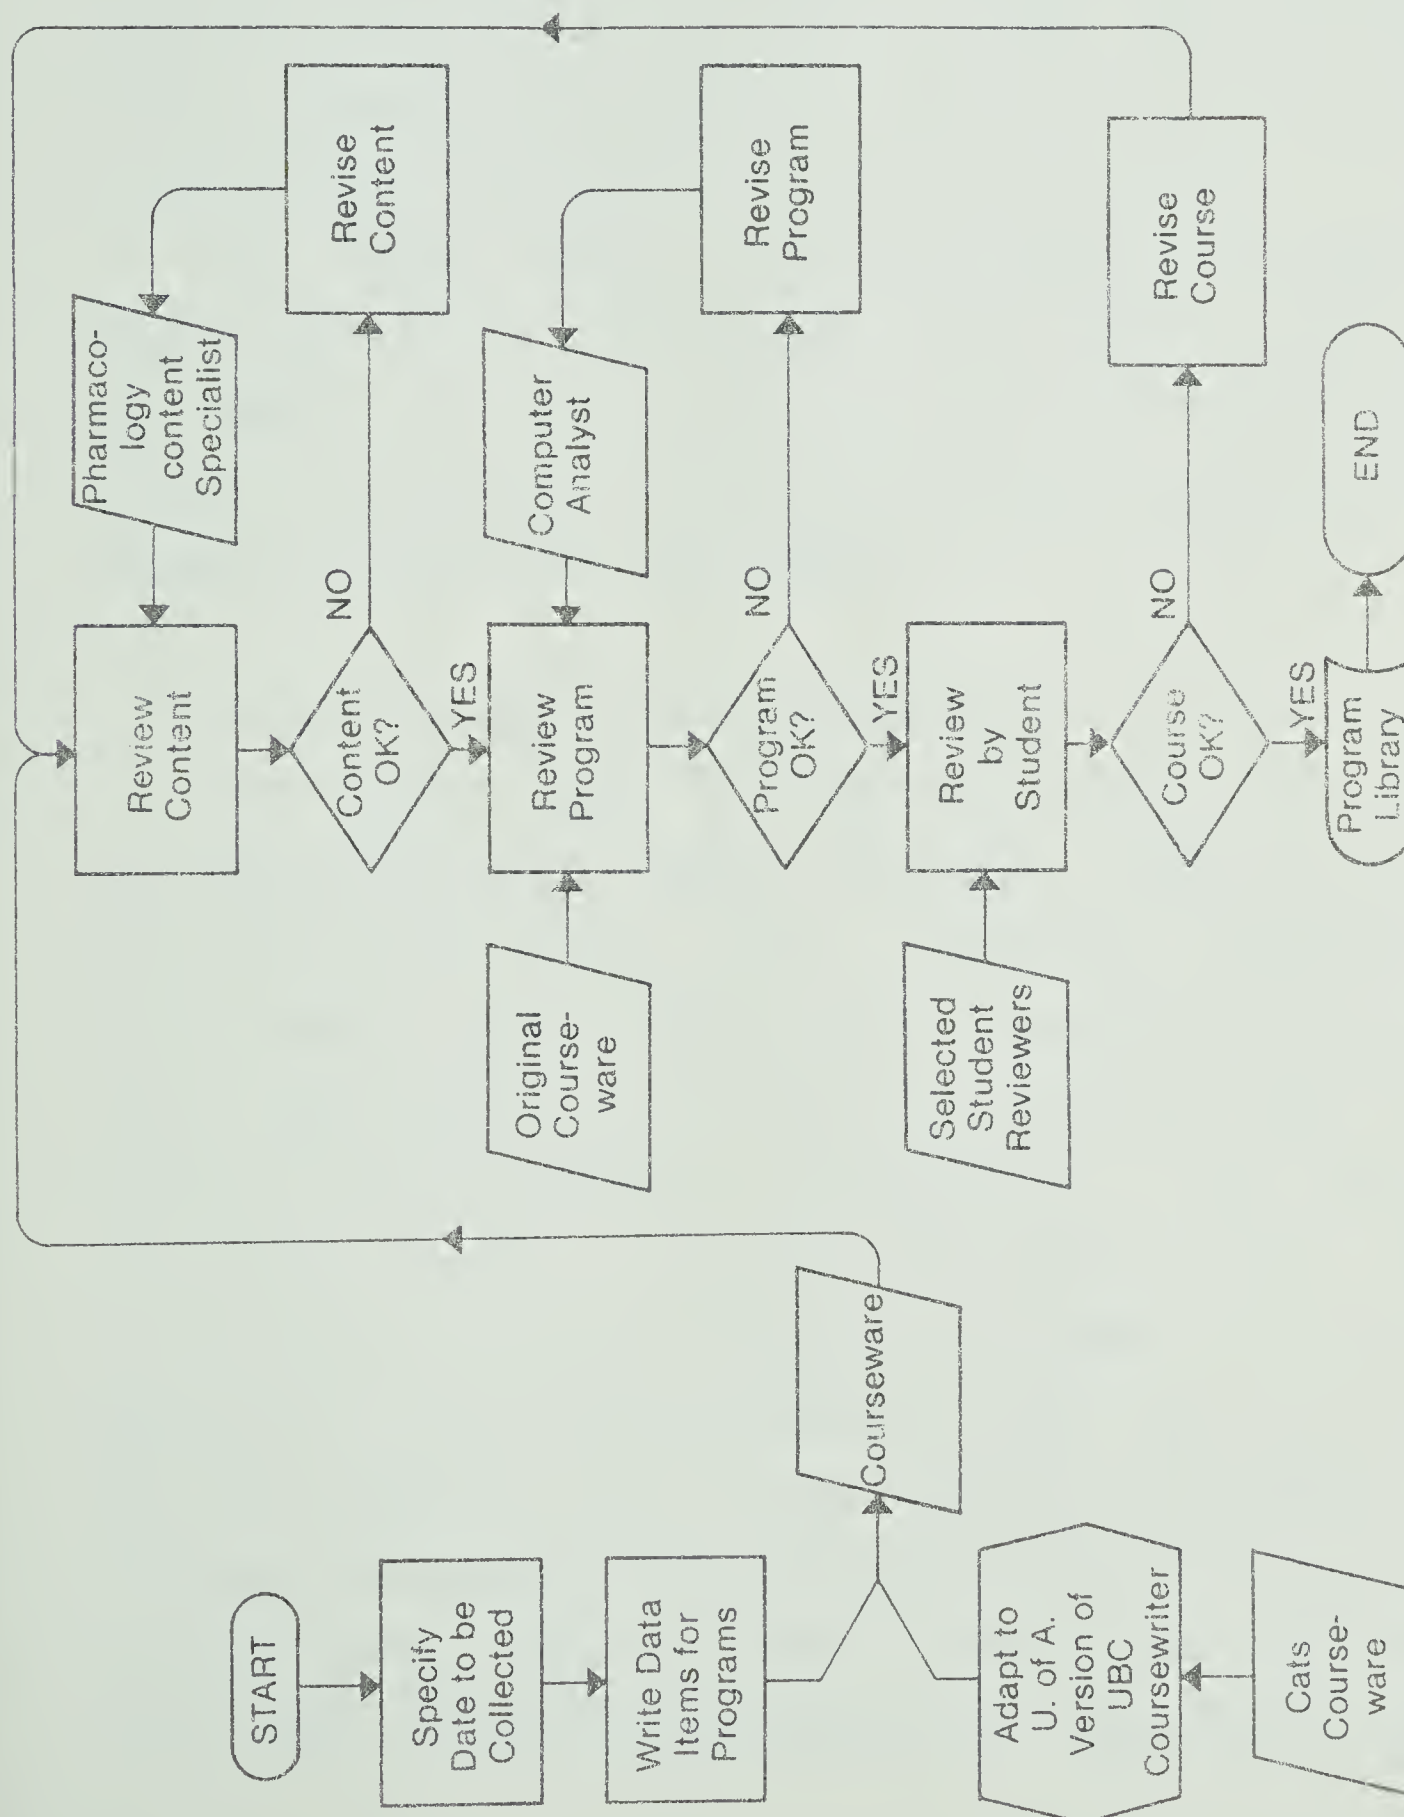 START
Specify
Date to be
Collected
Write Data
Items for
Programs
Adapt to
U. of A.
Version of
UBC
Coursewriter
Cats
Course-
ware
Courseware
Review
Content
Pharmaco-
logy
content
Specialist
Content
OK?
NO
Revise
Content
YES
Original
Course-
ware
Review
Program
Computer
Analyst
Program
OK?
NO
Revise
Program
YES
Selected
Student
Reviewers
Review
by
Student
Course
OK?
NO
Revise
Course
YES
Program
Library
END